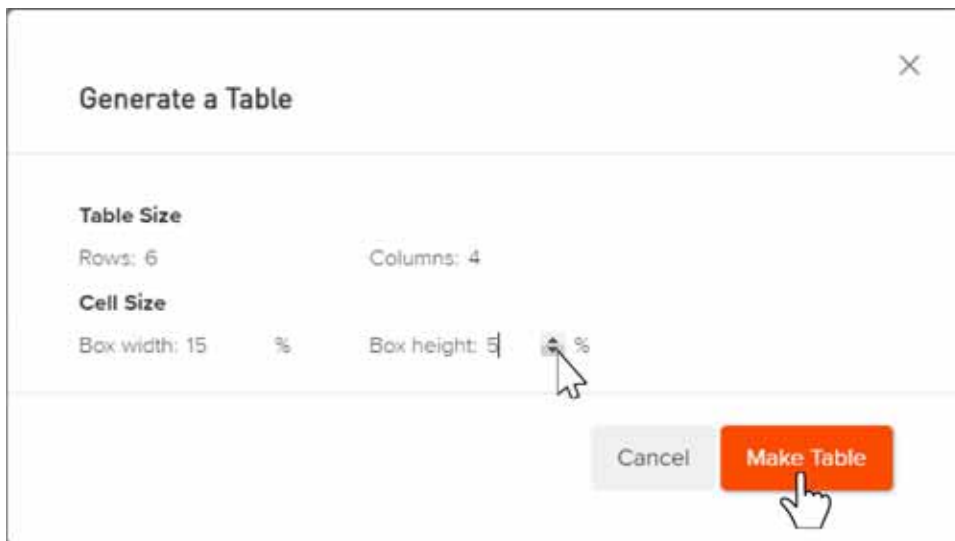 Generate a Table
Table Size
Rows: 6 Columns: 4
Cell Size
Box width: 15 % Box height: 5 %
Cancel Make Table